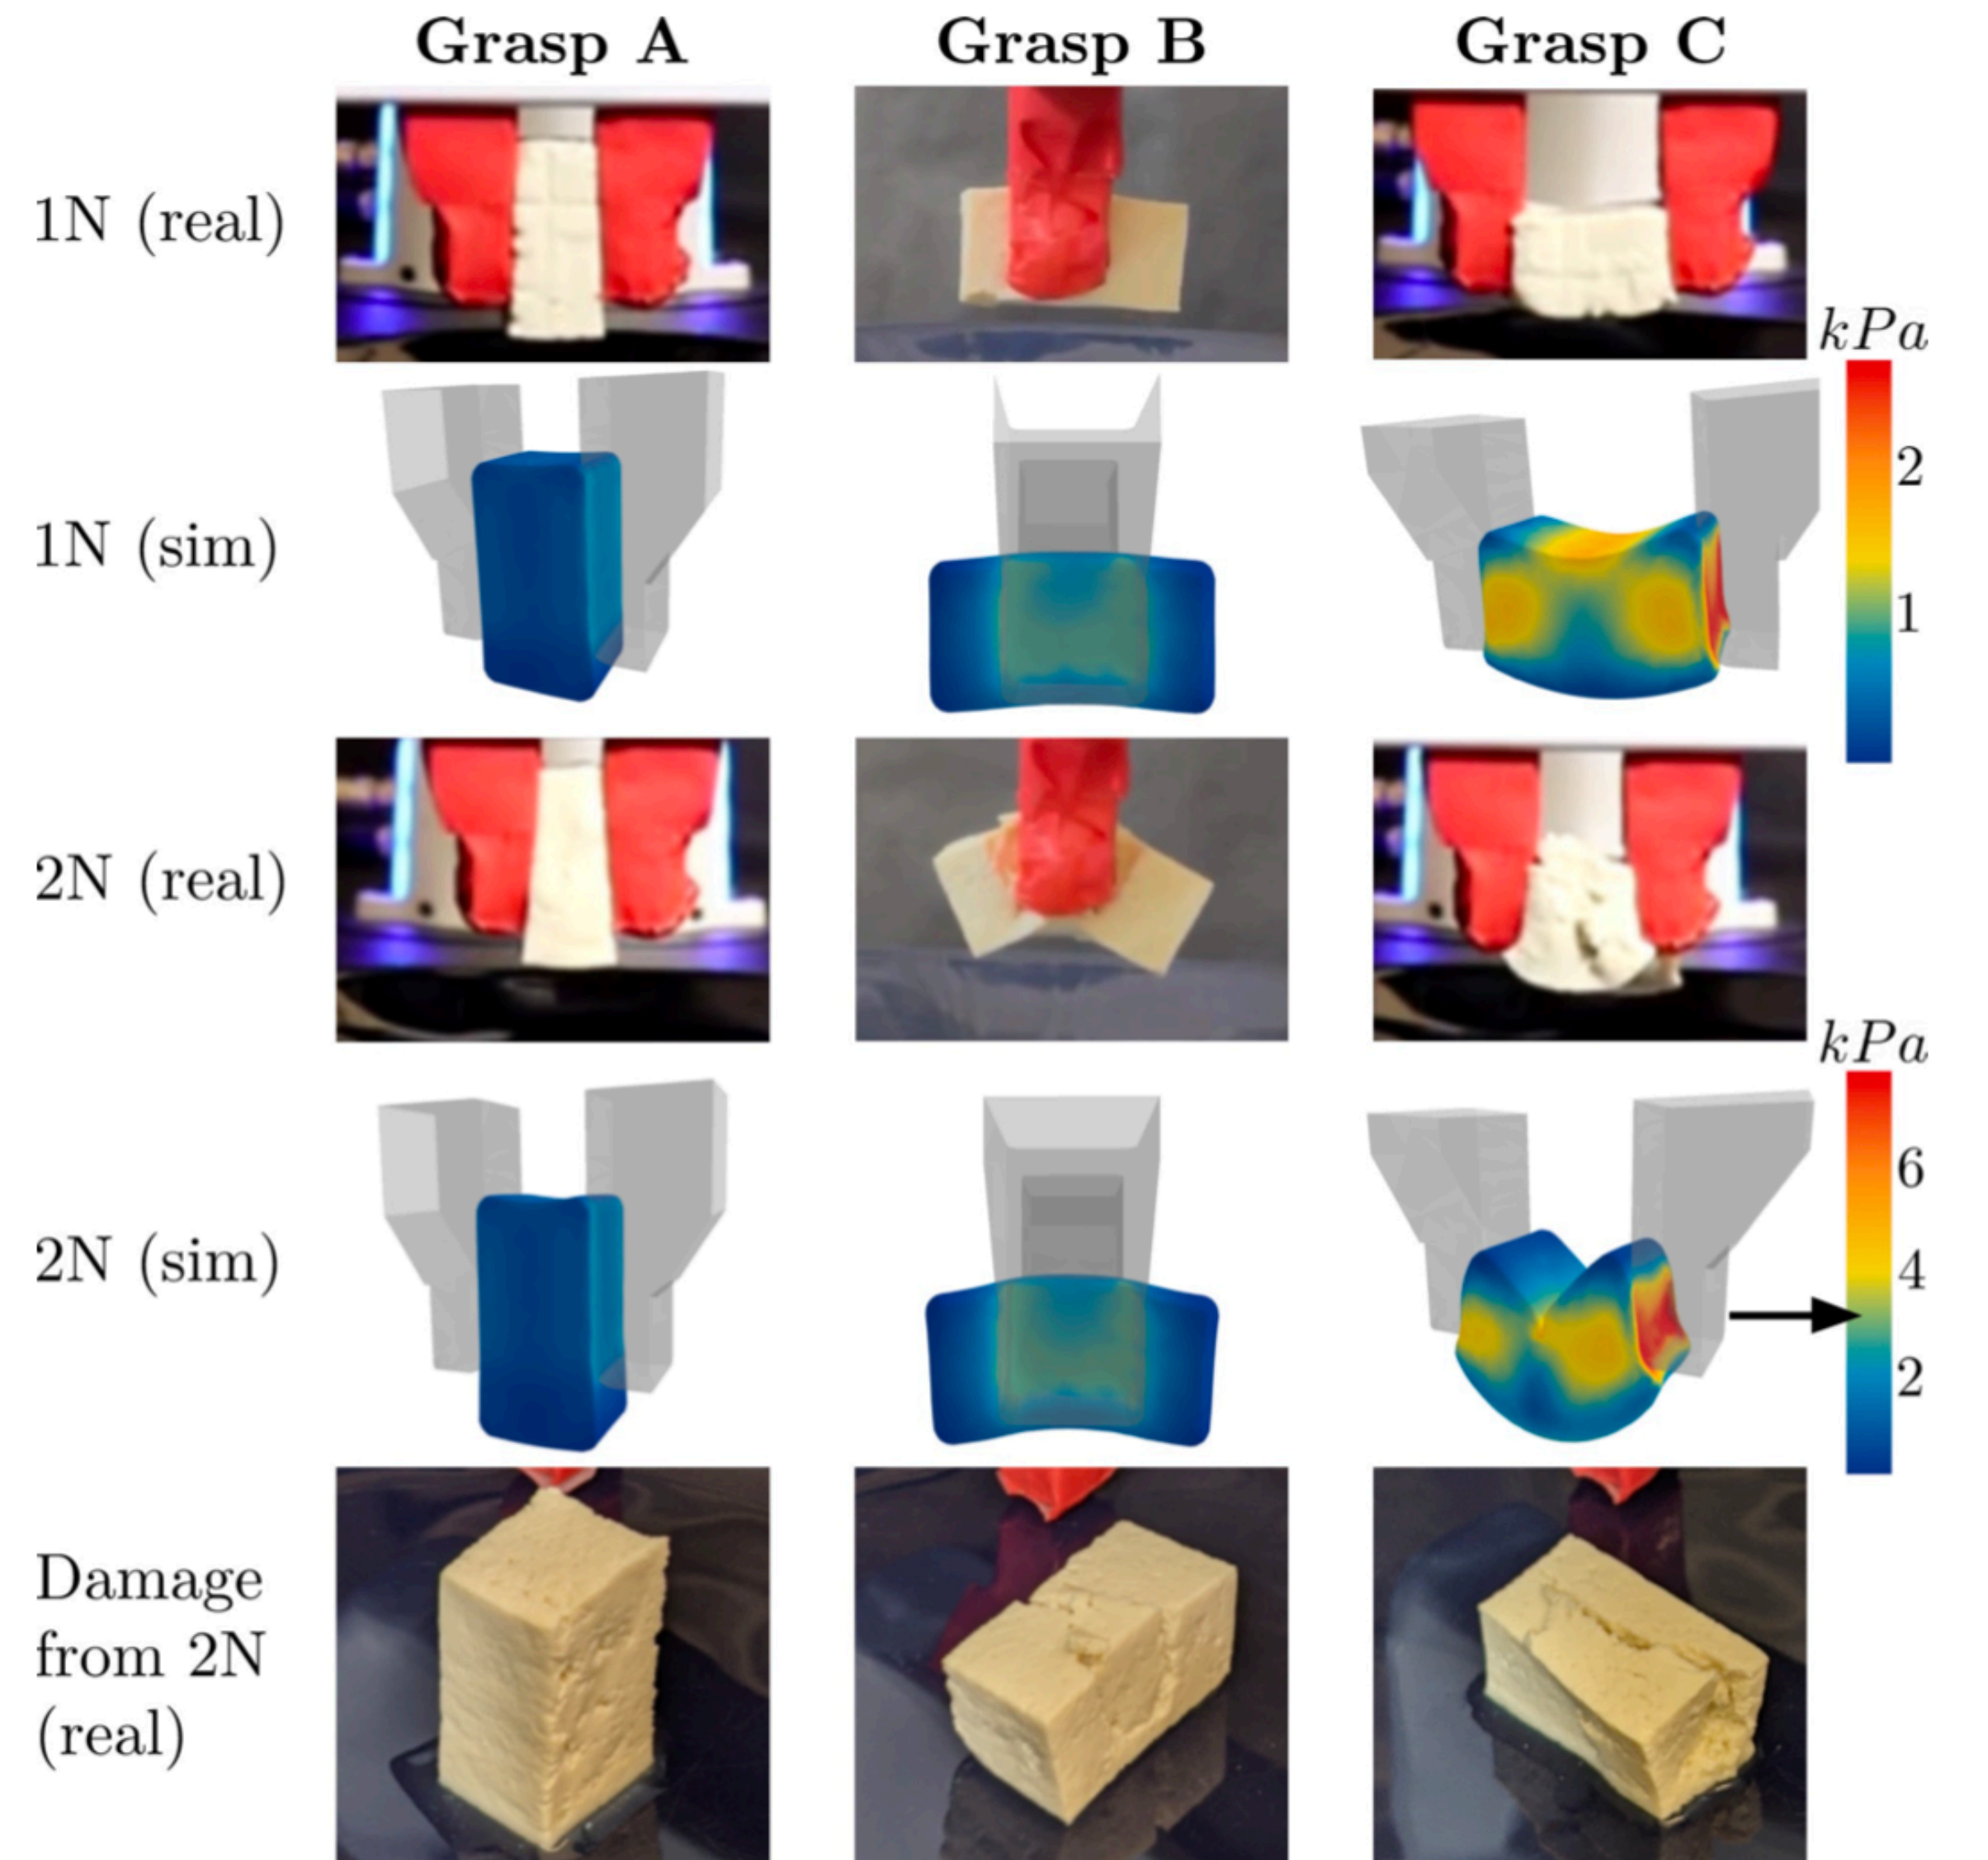 Grasp A Grasp B Grasp C
1N (real)
kPa
1N (sim)
2
1
2N (real)
kPa
2N (sim)
6
4
2
Damage
from 2N
(real)